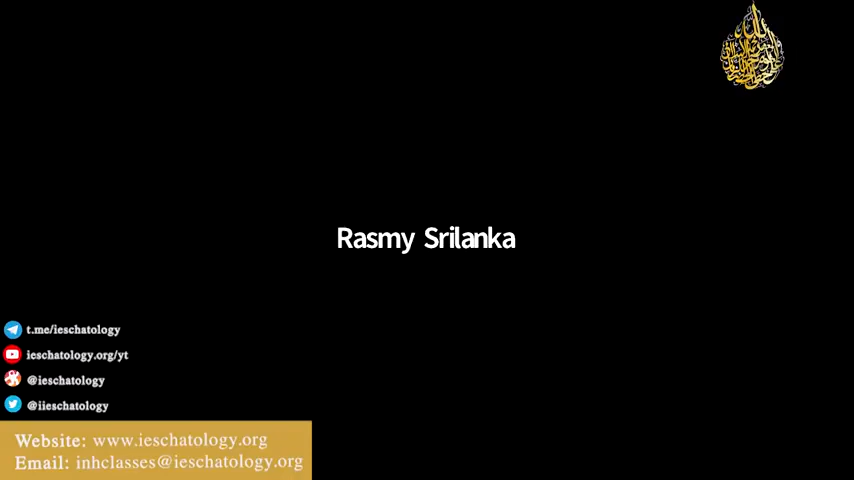 Rasmy Srilanka
t.me/ieschatology
ieschatology.org/yt
@ieschatology
@iieschatology
Website: www.ieschatology.org
Email: inhclasses@ieschatology.org